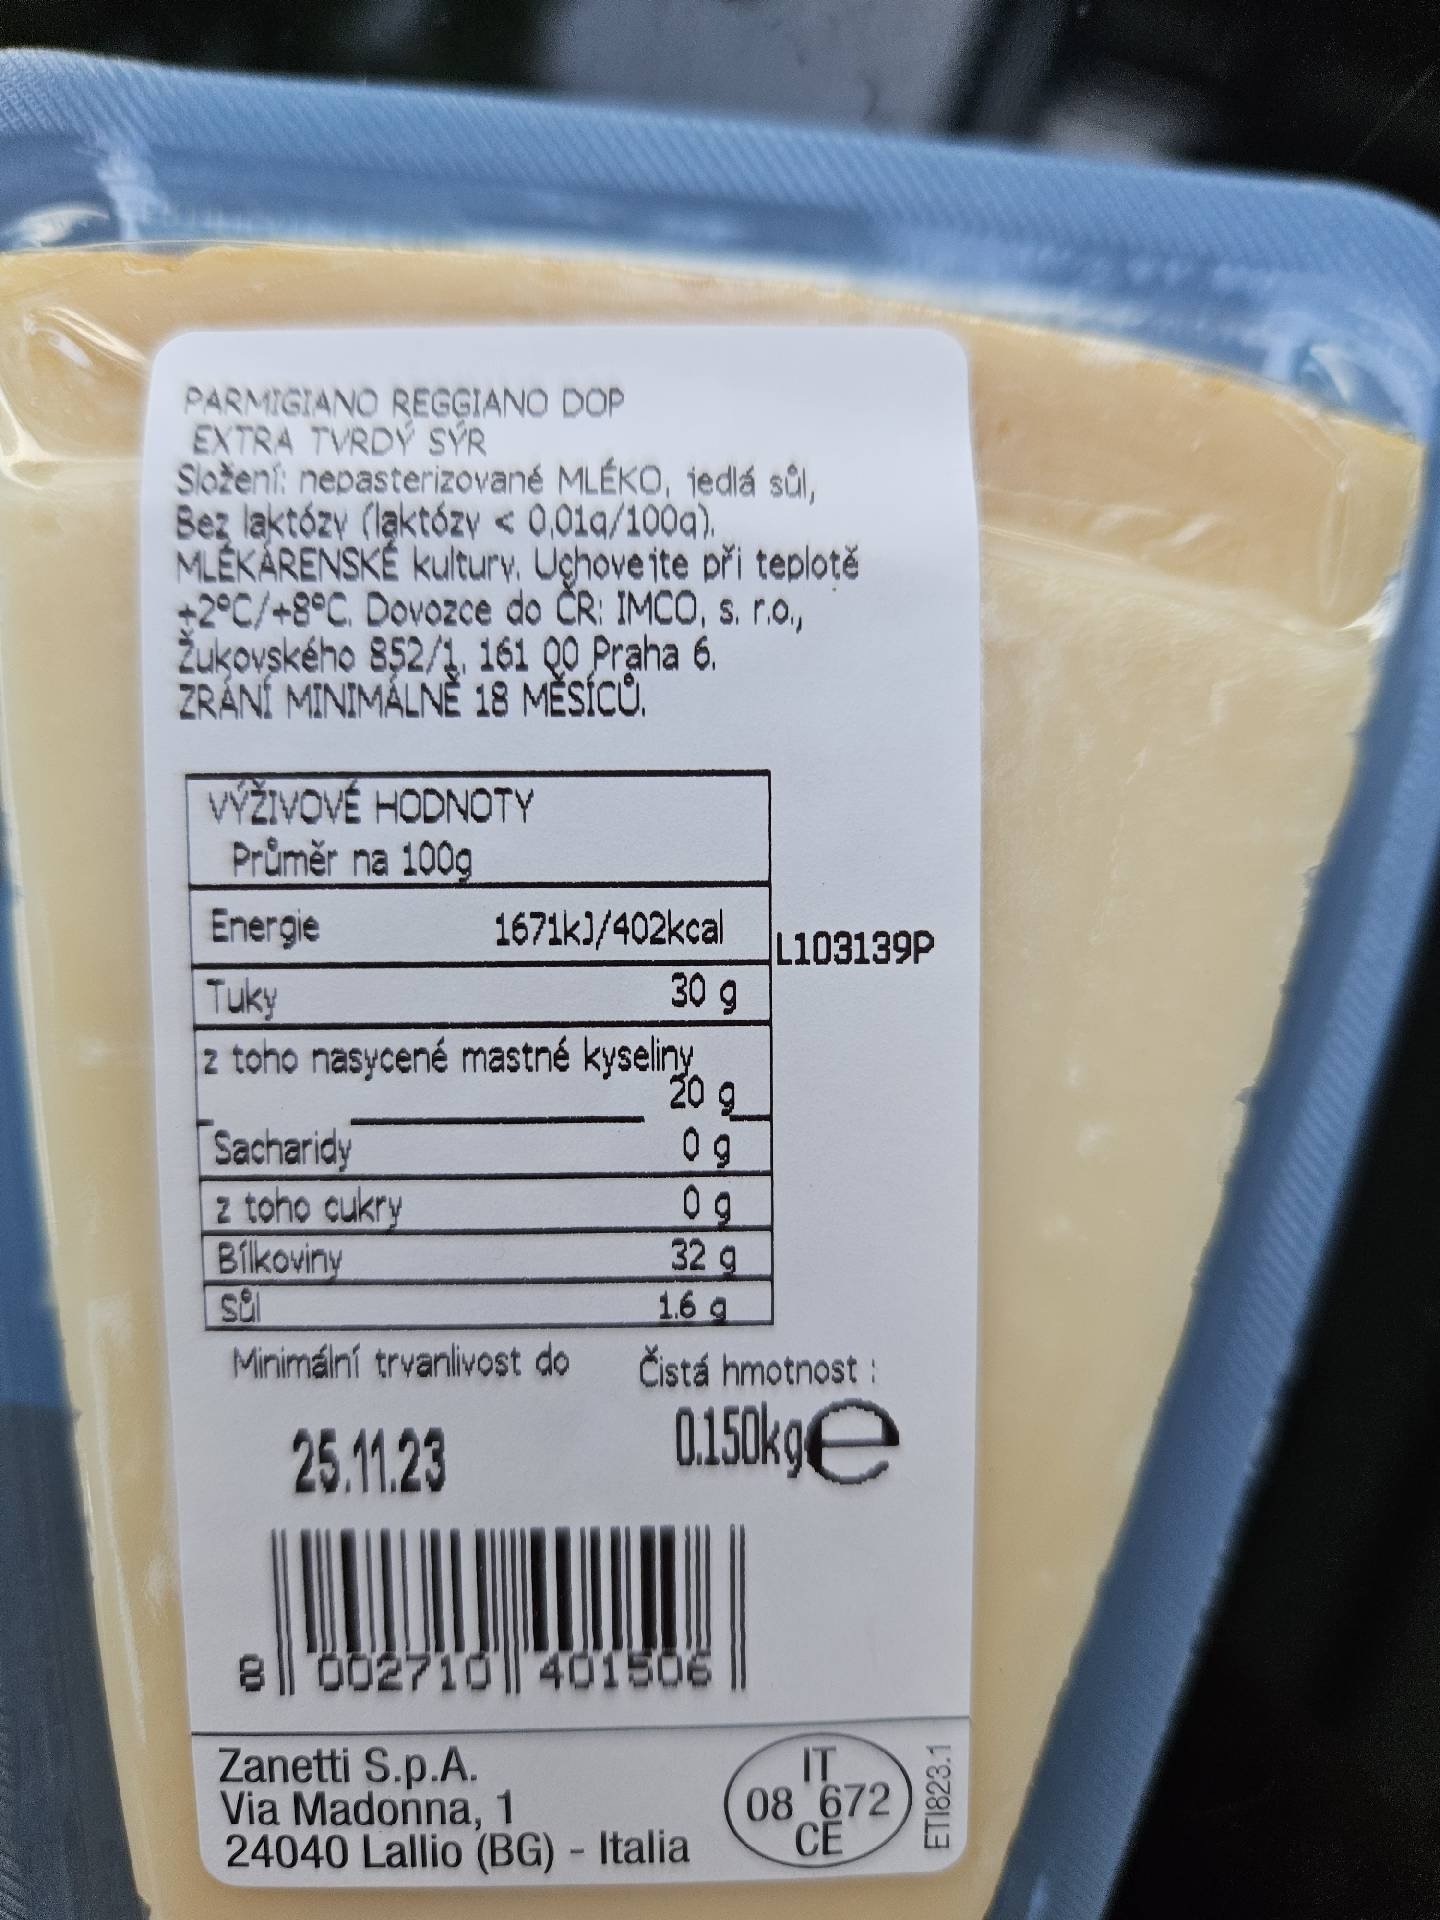 PARMIGIANO REGGIANO DOP
EXTRA TVRDÝ SÝR
Složení: nepasterizované MLÉKO, jedlá sůl,
Bez laktózy (laktózy < 0,01g/100g).
MLÉKÁRENSKÉ kultury. Uchovejte při teplotě
+2°C/+8°C. Dovozce do ČR: IMCO, s. r.o.,
Žukovského 852/1, 161 00 Praha 6.
ZRÁNÍ MINIMÁLNĚ 18 MĚSÍCŮ.
VÝŽIVOVÉ HODNOTY
Průměr na 100g
Energie 1671kJ/402kcal
L103139P
Tuky 30 g
z toho nasycené mastné kyseliny
20 g
Sacharidy 0 g
z toho cukry 0 g
Bílkoviny 32 g
Sůl 1.6 g
Minimální trvanlivost do Čistá hmotnost :
25.11.23 0.150kg e
8 002710 401506
Zanetti S.p.A.
Via Madonna, 1
24040 Lallio (BG) - Italia
IT
08 672
CE
ETI823.1